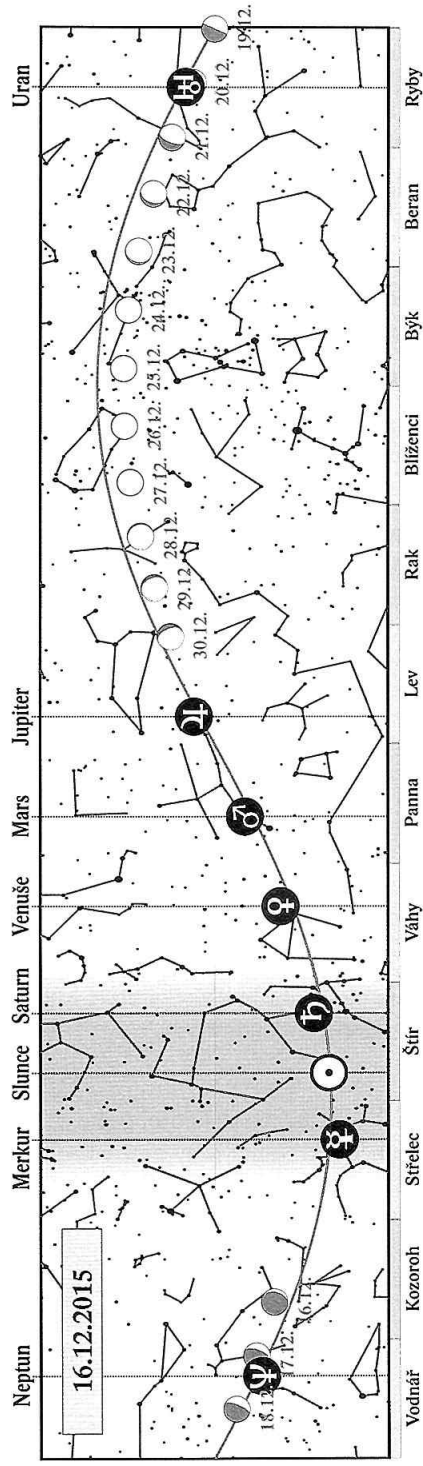 Neptun Merkur Slunce Saturn Venuše Mars Jupiter Uran
16.12.2015
18.12. 17.12. 16.12. 30.12. 29.12. 28.12. 27.12. 26.12. 25.12. 24.12. 23.12. 22.12. 21.12. 20.12. 19.12.
Vodnář Kozoroh Střelec Štír Váhy Panna Lev Rak Blíženci Býk Beran Ryby